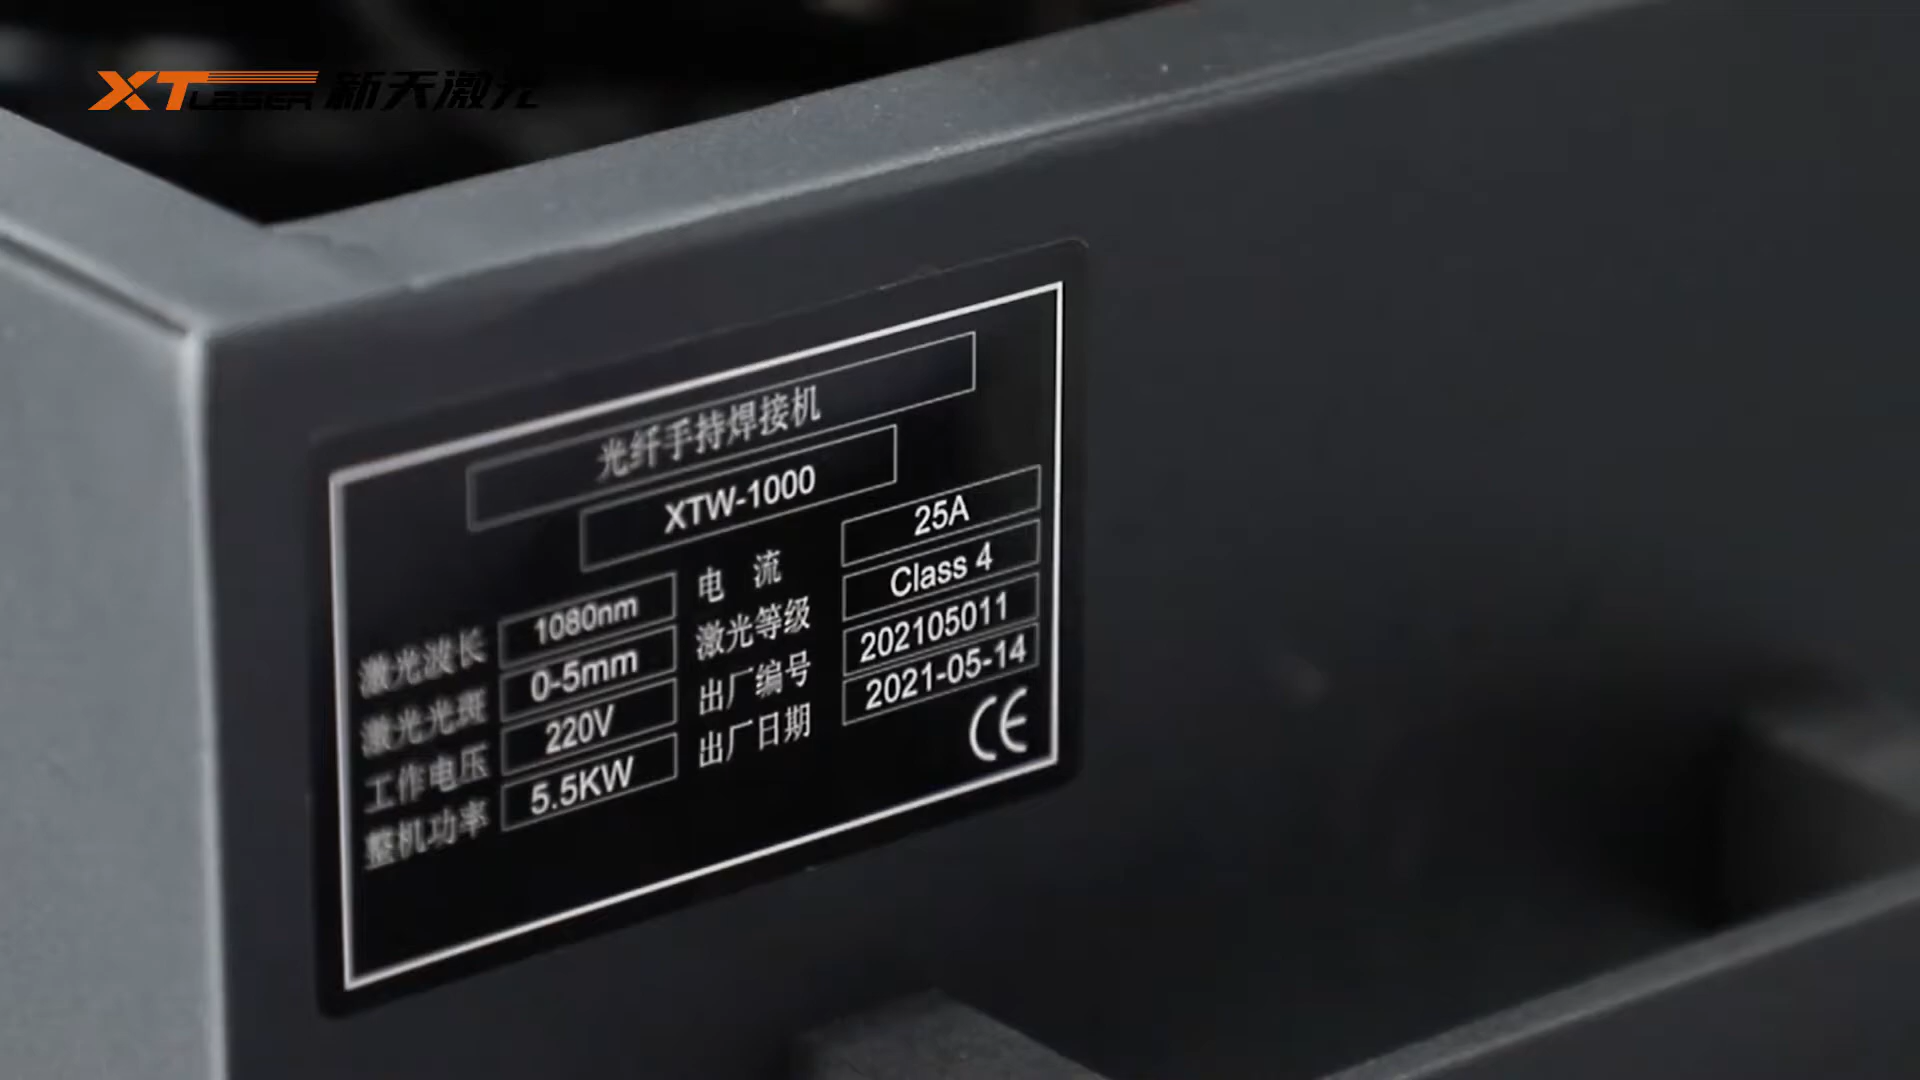 XT LASER 新天激光
光纤手持焊接机
XTW-1000
激光波长 1080nm 电 流 25A
激光光斑 0-5mm 激光等级 Class 4
工作电压 220V 出厂编号 202105011
整机功率 5.5KW 出厂日期 2021-05-14
CE